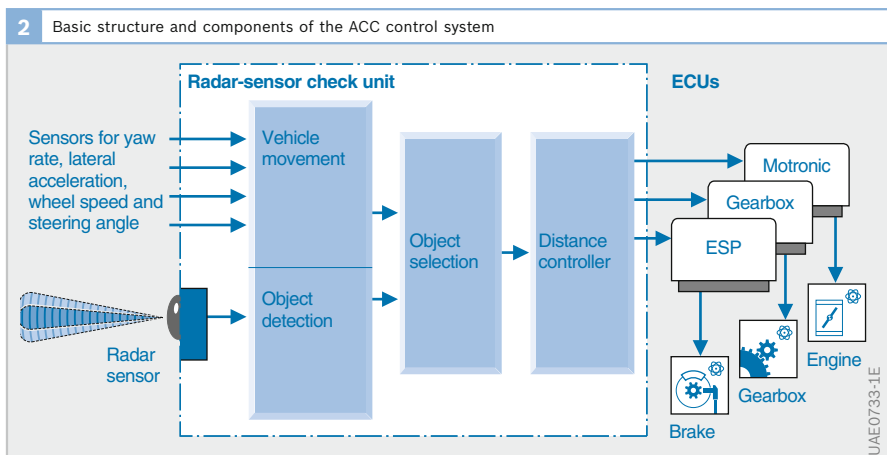 2 Basic structure and components of the ACC control system
Radar-sensor check unit
ECUs
Sensors for yaw
rate, lateral
acceleration,
wheel speed and
steering angle
Vehicle
movement
Object
detection
Object
selection
Distance
controller
Motronic
Gearbox
ESP
Radar
sensor
Engine
Gearbox
Brake
UAE0733-1E